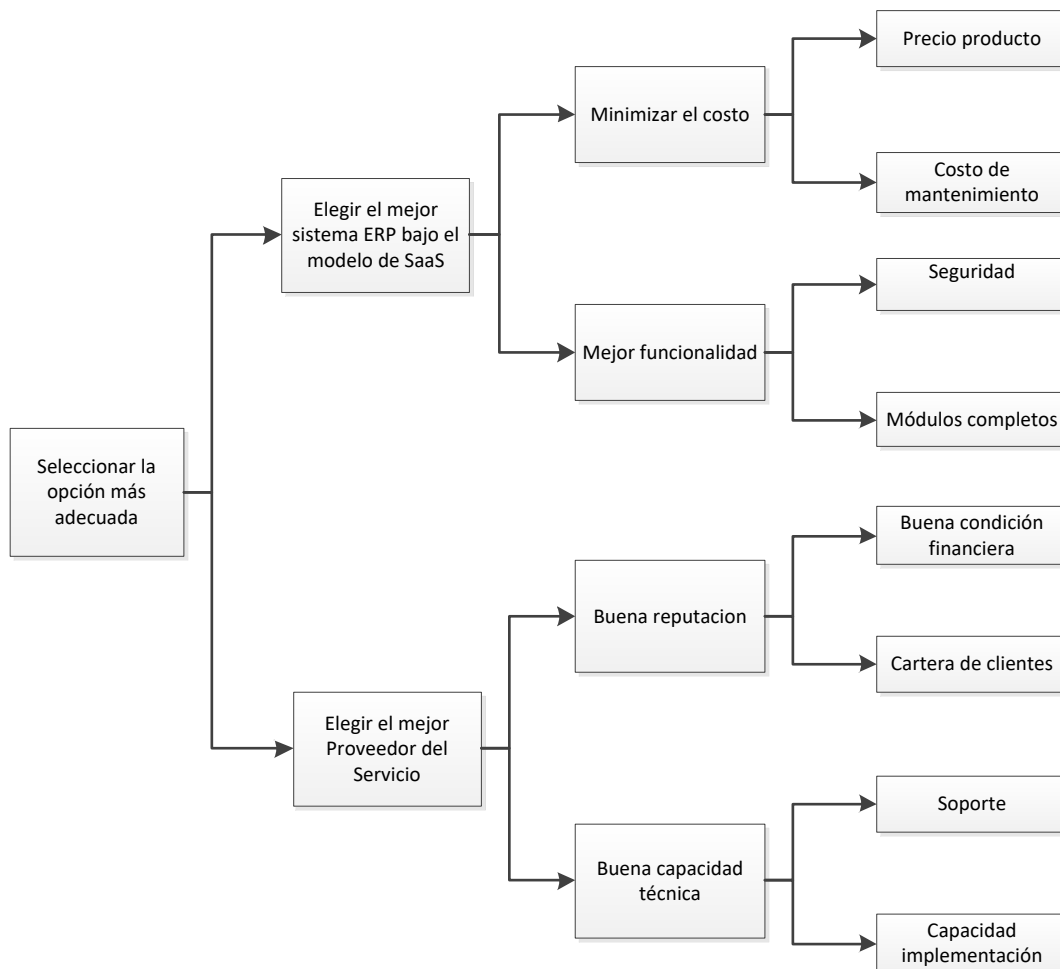 Precio producto
Minimizar el costo
Costo de
mantenimiento
Elegir el mejor
sistema ERP bajo el
modelo de SaaS
Seguridad
Mejor funcionalidad
Módulos completos
Seleccionar la
opción más
adecuada
Buena condición
financiera
Buena reputacion
Cartera de clientes
Elegir el mejor
Proveedor del
Servicio
Soporte
Buena capacidad
técnica
Capacidad
implementación